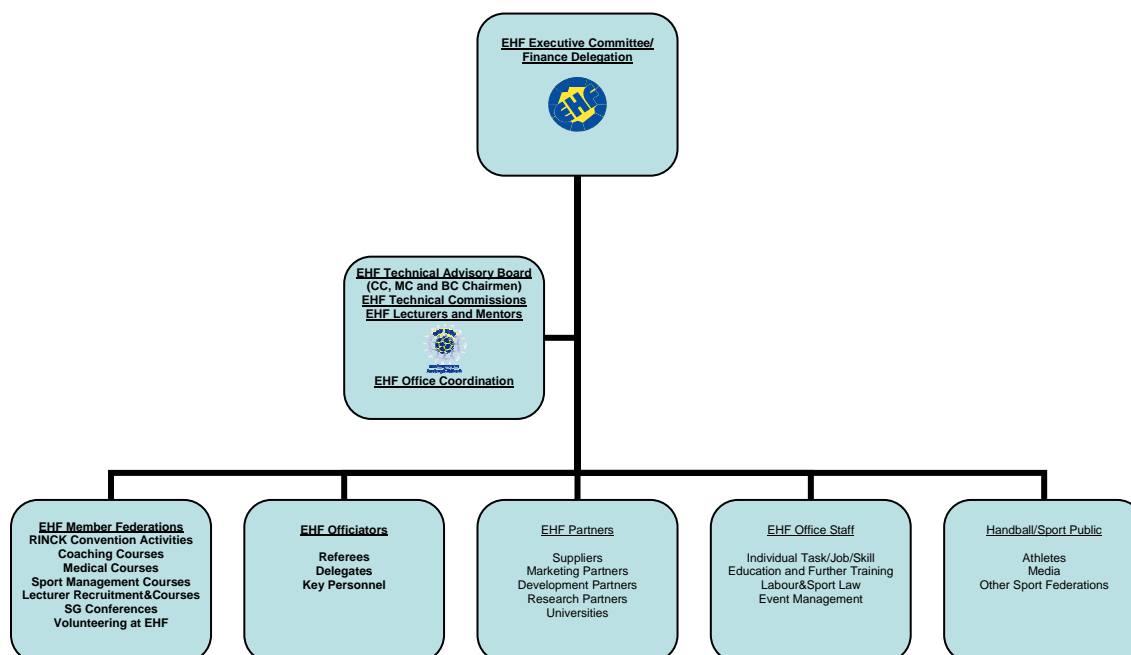 EHF Executive Committee/
Finance Delegation
EHF
EHF Technical Advisory Board
(CC, MC and BC Chairmen)
EHF Technical Commissions
EHF Lecturers and Mentors
EHF Office Coordination
EHF Member Federations
RINCK Convention Activities
Coaching Courses
Medical Courses
Sport Management Courses
Lecturer Recruitment&Courses
SG Conferences
Volunteering at EHF
EHF Officiators
Referees
Delegates
Key Personnel
EHF Partners
Suppliers
Marketing Partners
Development Partners
Research Partners
Universities
EHF Office Staff
Individual Task/Job/Skill
Education and Further Training
Labour&Sport Law
Event Management
Handball/Sport Public
Athletes
Media
Other Sport Federations